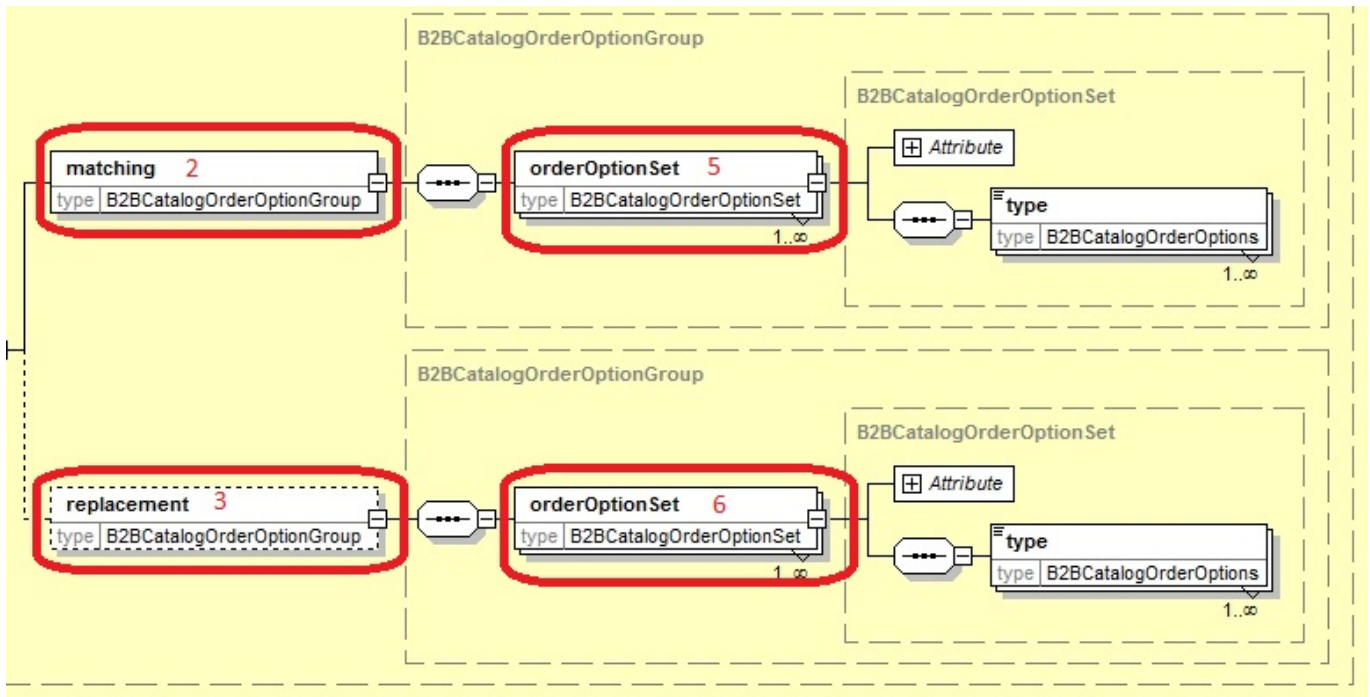 B2BCatalogOrderOptionGroup
B2BCatalogOrderOptionSet
Attribute
matching 2
type B2BCatalogOrderOptionGroup
orderOptionSet 5
type B2BCatalogOrderOptionSet
1..∞
type
type B2BCatalogOrderOptions
1..∞
B2BCatalogOrderOptionGroup
B2BCatalogOrderOptionSet
Attribute
replacement 3
type B2BCatalogOrderOptionGroup
orderOptionSet 6
type B2BCatalogOrderOptionSet
1..∞
type
type B2BCatalogOrderOptions
1..∞